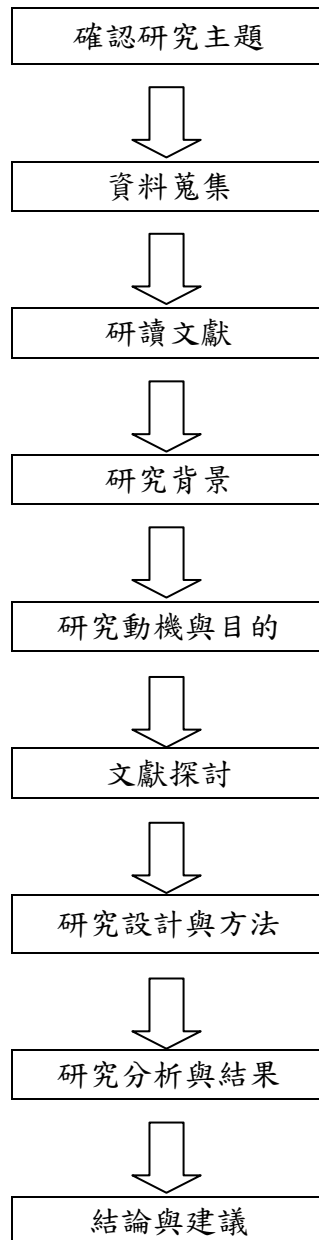 確認研究主題
資料蒐集
研讀文獻
研究背景
研究動機與目的
文獻探討
研究設計與方法
研究分析與結果
結論與建議